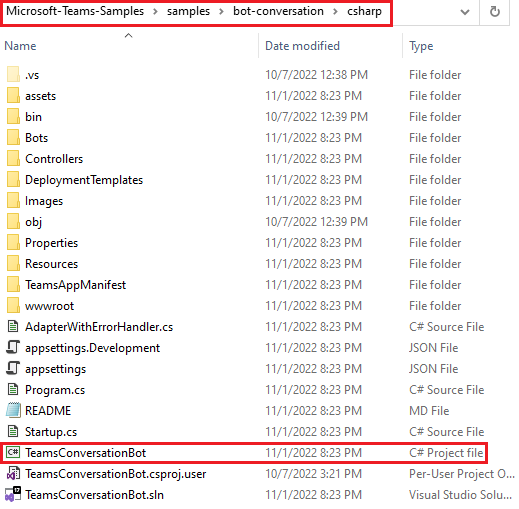 Microsoft-Teams-Samples > samples > bot-conversation > csharp
Name Date modified Type
.vs 10/7/2022 12:38 PM File folder
assets 11/1/2022 8:23 PM File folder
bin 10/7/2022 12:39 PM File folder
Bots 11/1/2022 8:23 PM File folder
Controllers 11/1/2022 8:23 PM File folder
DeploymentTemplates 11/1/2022 8:23 PM File folder
Images 11/1/2022 8:23 PM File folder
obj 10/7/2022 12:39 PM File folder
Properties 11/1/2022 8:23 PM File folder
Resources 11/1/2022 8:23 PM File folder
TeamsAppManifest 11/1/2022 8:23 PM File folder
wwwroot 11/1/2022 8:23 PM File folder
AdapterWithErrorHandler.cs 11/1/2022 8:23 PM C# Source File
appsettings.Development 11/1/2022 8:23 PM JSON File
appsettings 11/1/2022 8:23 PM JSON File
Program.cs 11/1/2022 8:23 PM C# Source File
README 11/1/2022 8:23 PM MD File
Startup.cs 11/1/2022 8:23 PM C# Source File
C# TeamsConversationBot 11/1/2022 8:23 PM C# Project file
TeamsConversationBot.csproj.user 10/7/2022 3:21 PM Per-User Project O...
TeamsConversationBot.sln 11/1/2022 8:23 PM Visual Studio Solu...